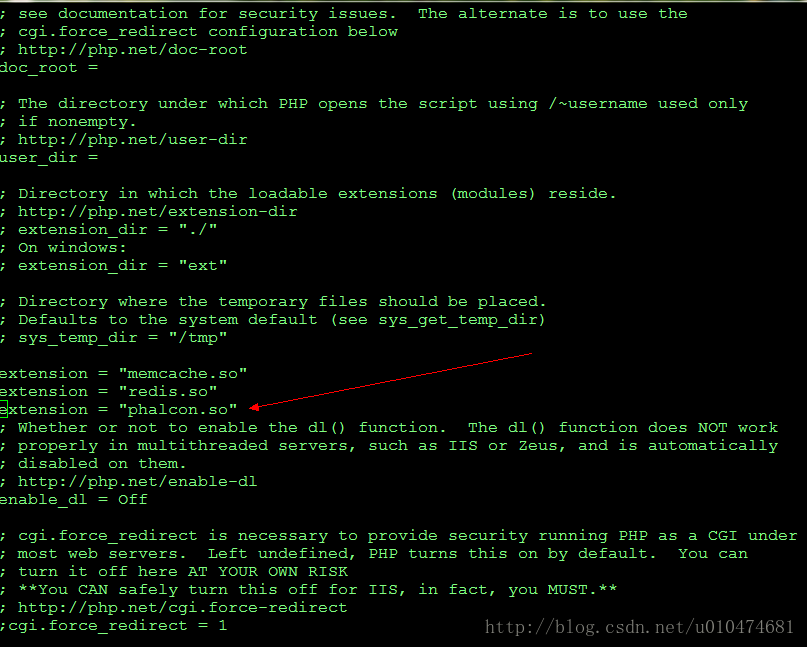 ; see documentation for security issues.  The alternate is to use the
; cgi.force_redirect configuration below
; http://php.net/doc-root
doc_root =
; The directory under which PHP opens the script using /~username used only
; if nonempty.
; http://php.net/user-dir
user_dir =
; Directory in which the loadable extensions (modules) reside.
; http://php.net/extension-dir
; extension_dir = "./"
; On windows:
; extension_dir = "ext"
; Directory where the temporary files should be placed.
; Defaults to the system default (see sys_get_temp_dir)
; sys_temp_dir = "/tmp"
extension = "memcache.so"
extension = "redis.so"
extension = "phalcon.so"
; Whether or not to enable the dl() function.  The dl() function does NOT work
; properly in multithreaded servers, such as IIS or Zeus, and is automatically
; disabled on them.
; http://php.net/enable-dl
enable_dl = Off
; cgi.force_redirect is necessary to provide security running PHP as a CGI under
; most web servers.  Left undefined, PHP turns this on by default.  You can
; turn it off here AT YOUR OWN RISK
; **You CAN safely turn this off for IIS, in fact, you MUST.**
; http://php.net/cgi.force-redirect
;cgi.force_redirect = 1
http://blog.csdn.net/u010474681